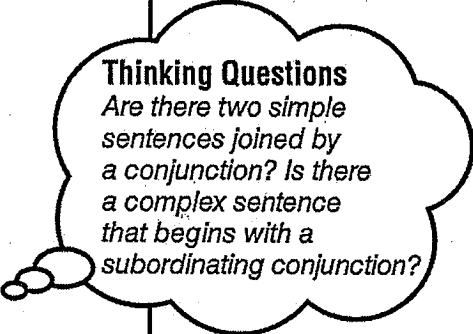 Thinking Questions
Are there two simple
sentences joined by
a conjunction? Is there
a complex sentence
that begins with a
subordinating conjunction?